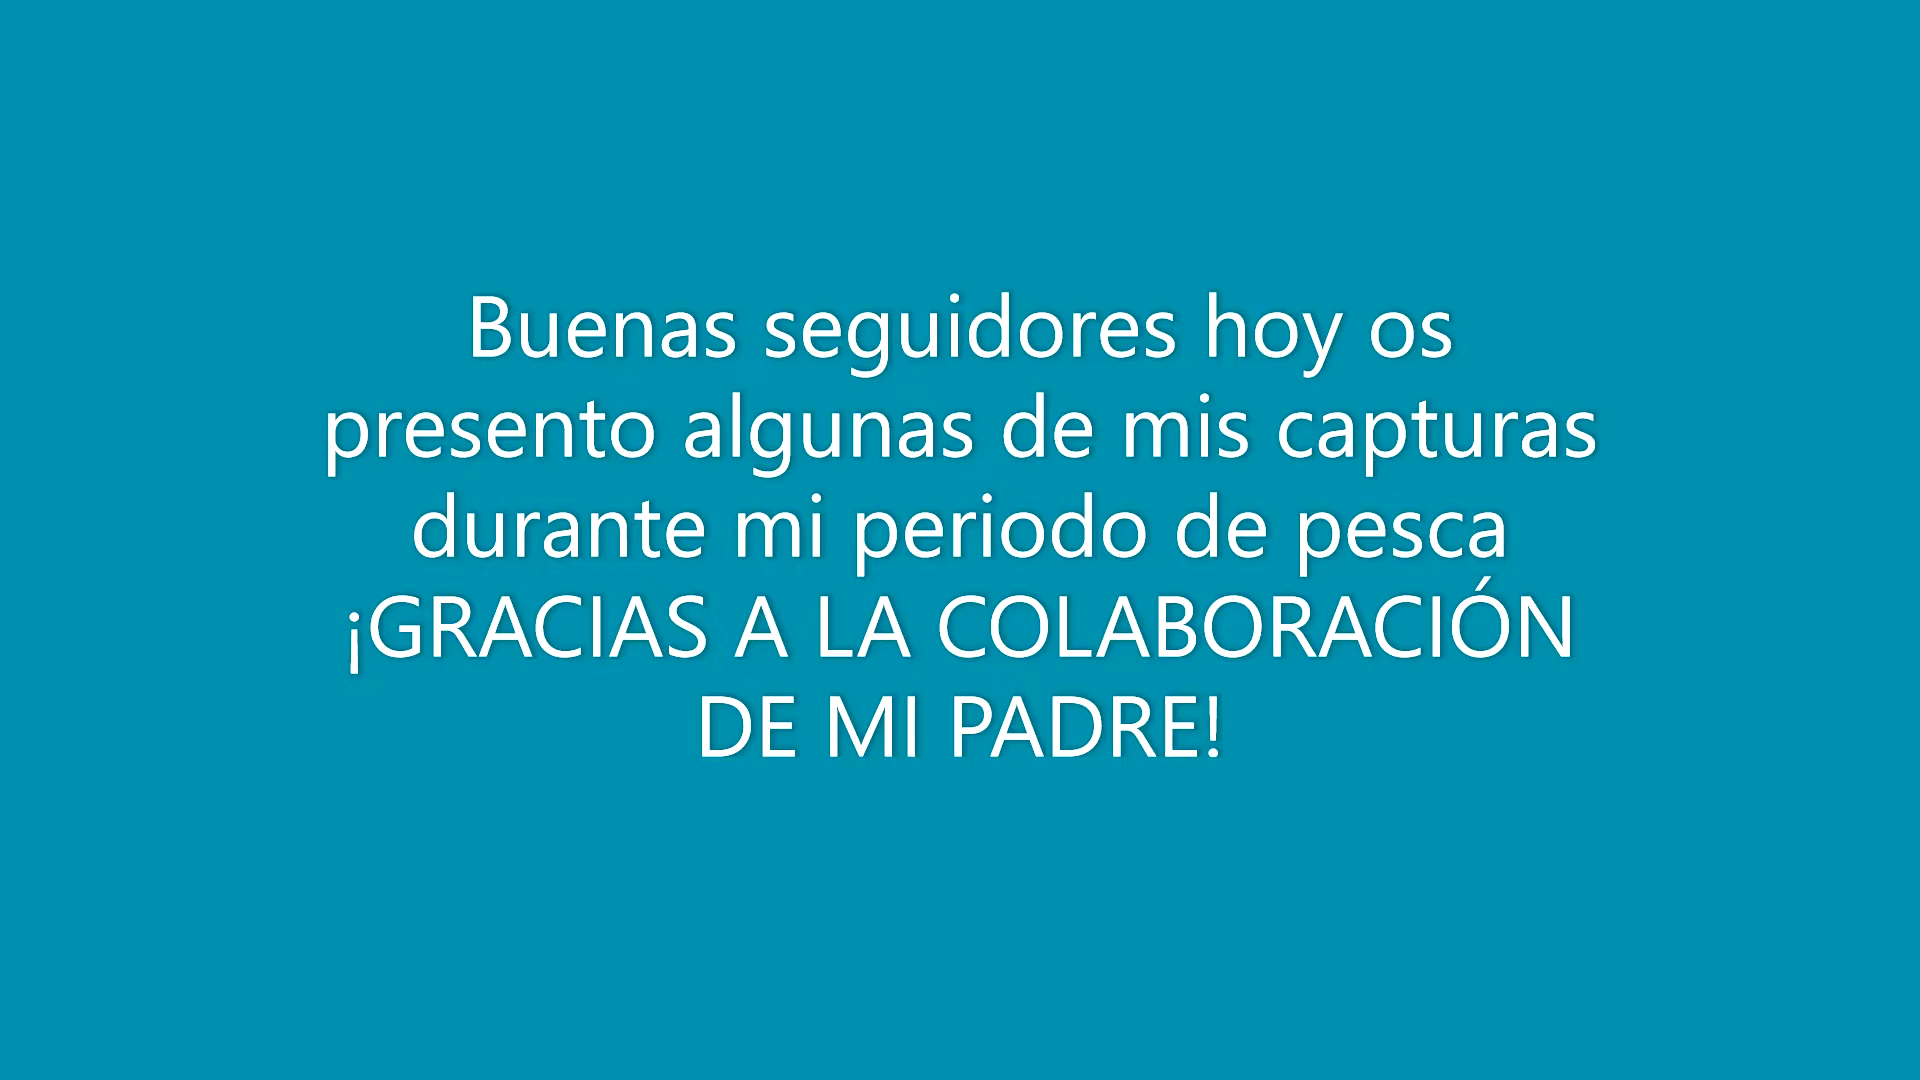 Buenas seguidores hoy os
presento algunas de mis capturas
durante mi periodo de pesca
¡GRACIAS A LA COLABORACIÓN
DE MI PADRE!